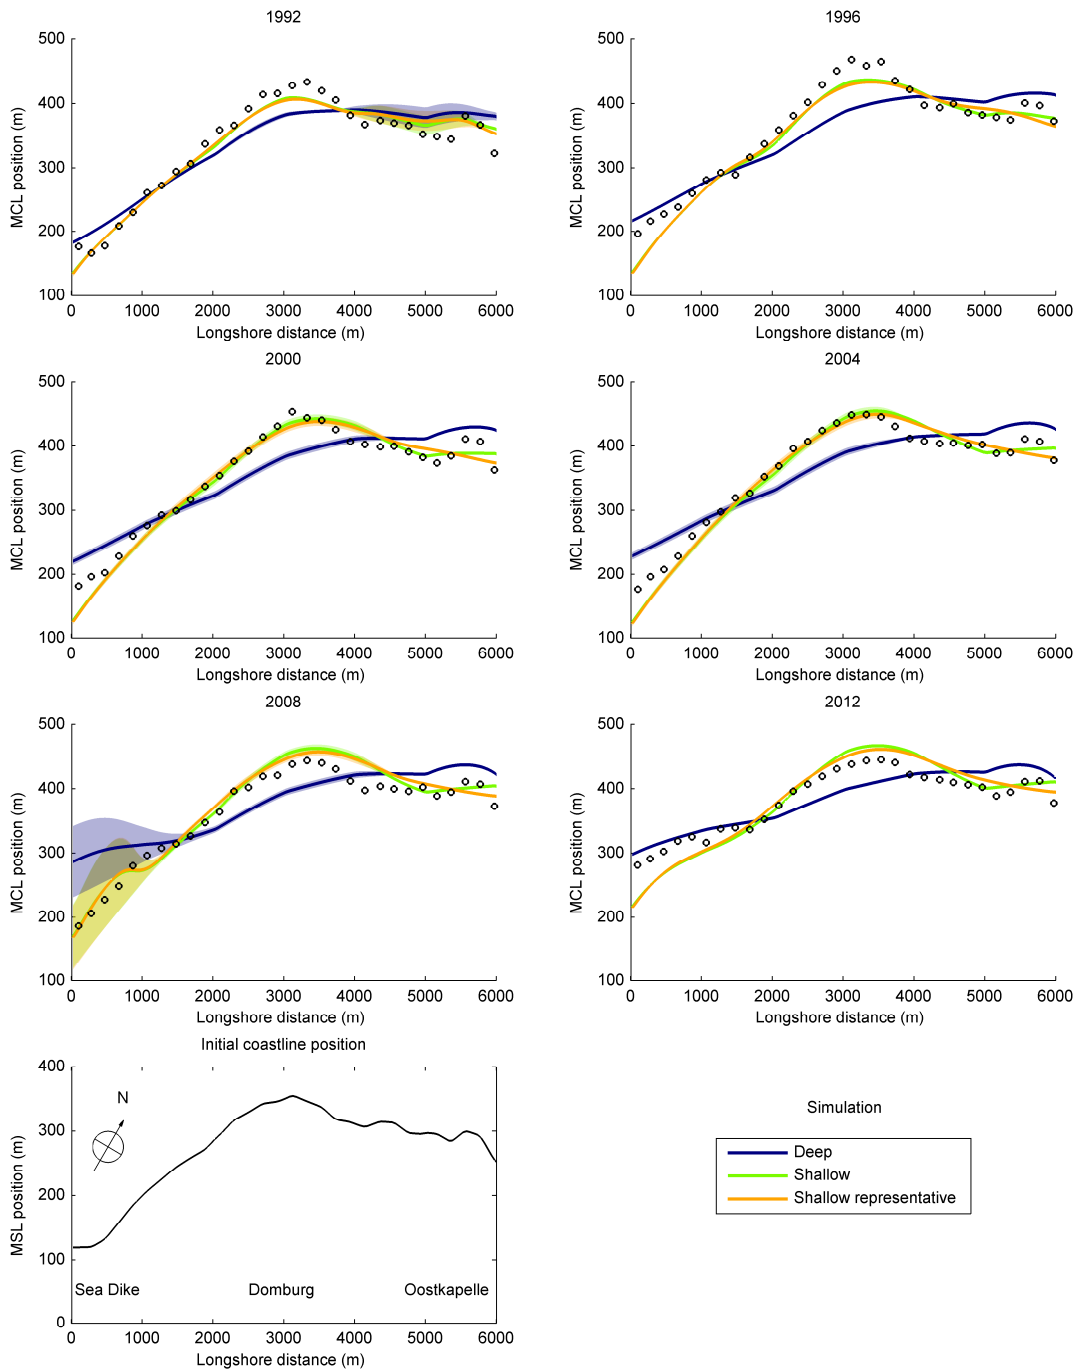 1992
500
400
300
200
100
MCL position (m)
0 1000 2000 3000 4000 5000 6000
Longshore distance (m)
1996
500
400
300
200
100
MCL position (m)
0 1000 2000 3000 4000 5000 6000
Longshore distance (m)
2000
500
400
300
200
100
MCL position (m)
0 1000 2000 3000 4000 5000 6000
Longshore distance (m)
2004
500
400
300
200
100
MCL position (m)
0 1000 2000 3000 4000 5000 6000
Longshore distance (m)
2008
500
400
300
200
100
MCL position (m)
0 1000 2000 3000 4000 5000 6000
Longshore distance (m)
2012
500
400
300
200
100
MCL position (m)
0 1000 2000 3000 4000 5000 6000
Longshore distance (m)
Initial coastline position
400
300
200
100
0
MSL position (m)
N
Sea Dike Domburg Oostkapelle
0 1000 2000 3000 4000 5000 6000
Longshore distance (m)
Simulation
Deep
Shallow
Shallow representative